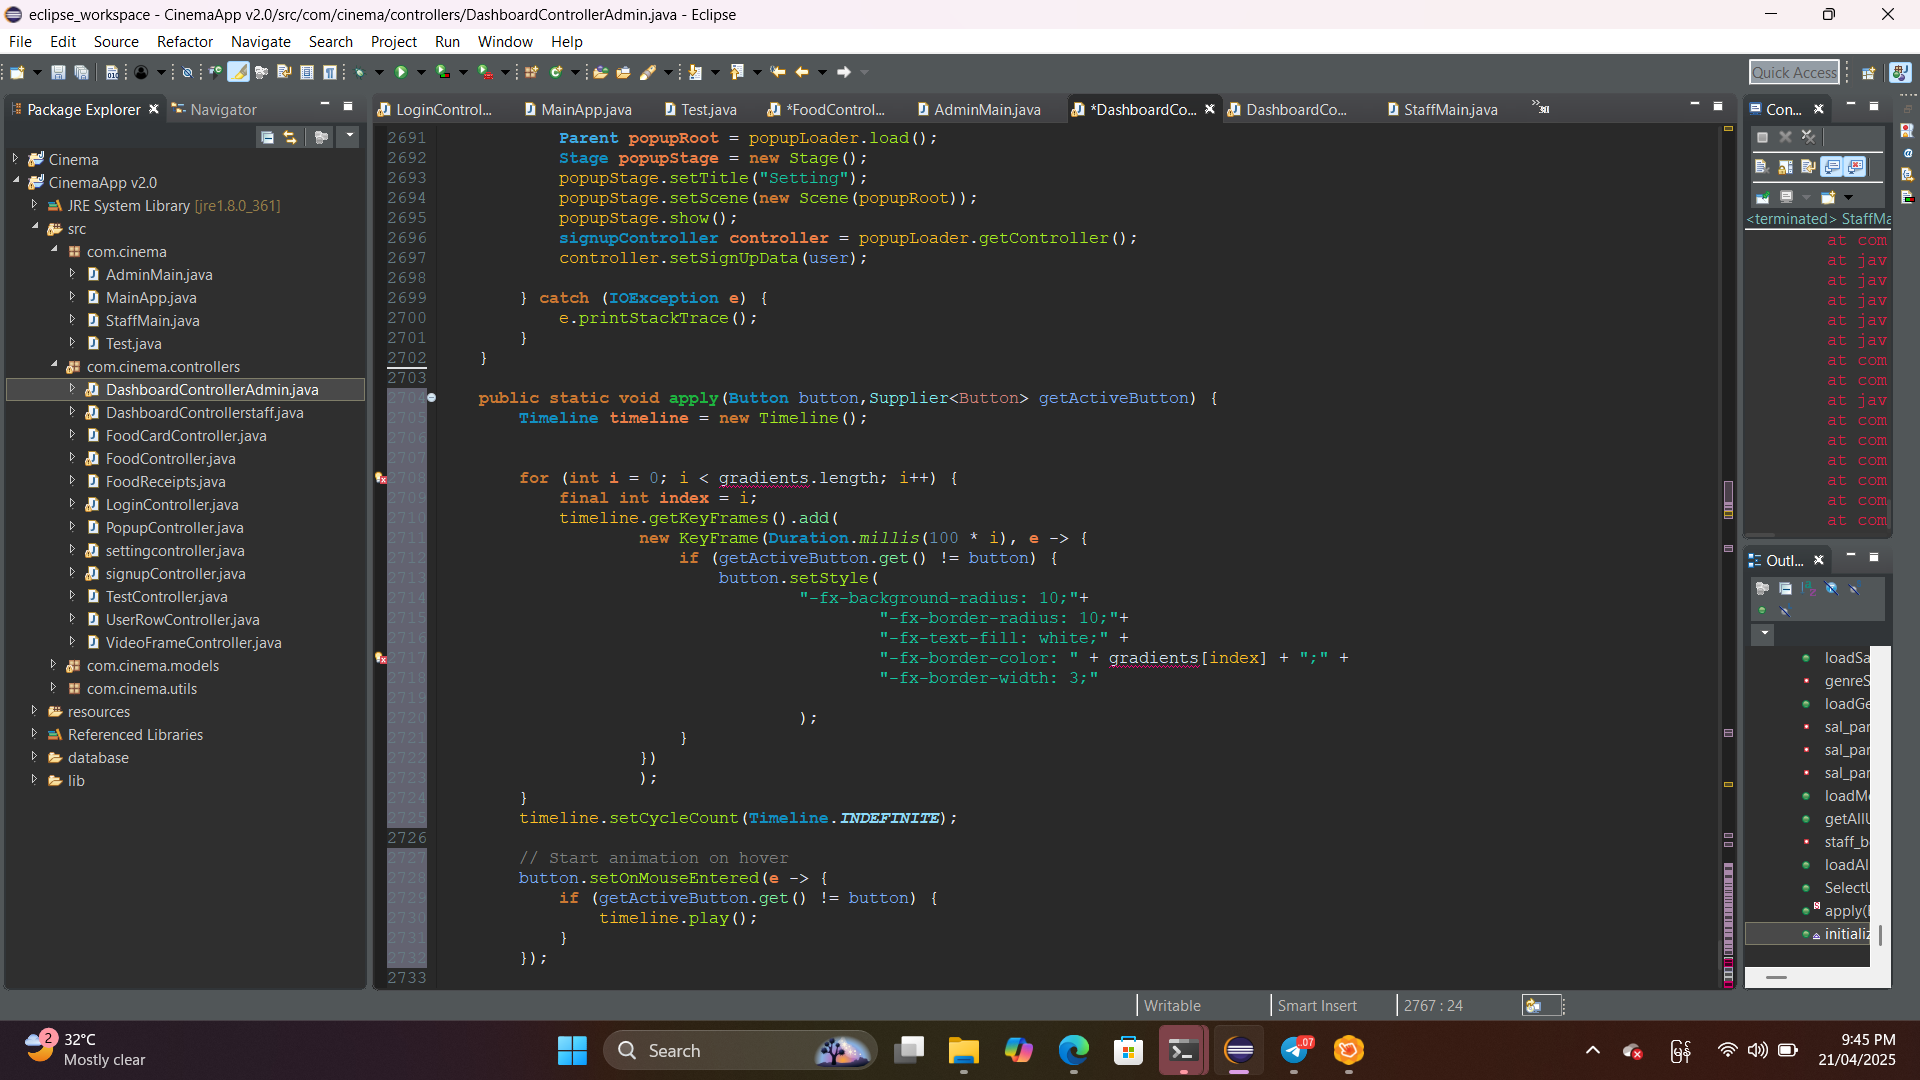 eclipse_workspace - CinemaApp v2.0/src/com/cinema/controllers/DashboardControllerAdmin.java - Eclipse
File Edit Source Refactor Navigate Search Project Run Window Help
Quick Access
Package Explorer
Navigator
Cinema
CinemaApp v2.0
JRE System Library [jre1.8.0_361]
src
com.cinema
AdminMain.java
MainApp.java
StaffMain.java
Test.java
com.cinema.controllers
DashboardControllerAdmin.java
DashboardControllerstaff.java
FoodCardController.java
FoodController.java
FoodReceipts.java
LoginController.java
PopupController.java
settingcontroller.java
signupController.java
TestController.java
UserRowController.java
VideoFrameController.java
com.cinema.models
com.cinema.utils
resources
Referenced Libraries
database
lib
LoginControl... MainApp.java Test.java *FoodControl... AdminMain.java *DashboardCo... DashboardCo... StaffMain.java
2691 Parent popupRoot = popupLoader.load();
2692 Stage popupStage = new Stage();
2693 popupStage.setTitle("Setting");
2694 popupStage.setScene(new Scene(popupRoot));
2695 popupStage.show();
2696 signupController controller = popupLoader.getController();
2697 controller.setSignUpData(user);
2698
2699 } catch (IOException e) {
2700 e.printStackTrace();
2701 }
2702 }
2703
2704 public static void apply(Button button,Supplier<Button> getActiveButton) {
2705 Timeline timeline = new Timeline();
2706
2707
2708 for (int i = 0; i < gradients.length; i++) {
2709 final int index = i;
2710 timeline.getKeyFrames().add(
2711 new KeyFrame(Duration.millis(100 * i), e -> {
2712 if (getActiveButton.get() != button) {
2713 button.setStyle(
2714 "-fx-background-radius: 10;"+
2715 "-fx-border-radius: 10;"+
2716 "-fx-text-fill: white;" +
2717 "-fx-border-color: " + gradients[index] + ";" +
2718 "-fx-border-width: 3;"
2719
2720 );
2721 }
2722 })
2723 );
2724 }
2725 timeline.setCycleCount(Timeline.INDEFINITE);
2726
2727 // Start animation on hover
2728 button.setOnMouseEntered(e -> {
2729 if (getActiveButton.get() != button) {
2730 timeline.play();
2731 }
2732 });
2733
Con...
<terminated> StaffMa
at com
at jav
at jav
at jav
at jav
at jav
at com
at com
at jav
at com
at com
at com
at com
at com
at com
Outl...
loadSa
genreS
loadGe
sal_par
sal_par
sal_par
loadMo
getAllU
staff_b
loadAl
SelectU
apply(
initializ
Writable
Smart Insert
2767 : 24
2
32°C
Mostly clear
Search
.07
မြန်
9:45 PM
21/04/2025